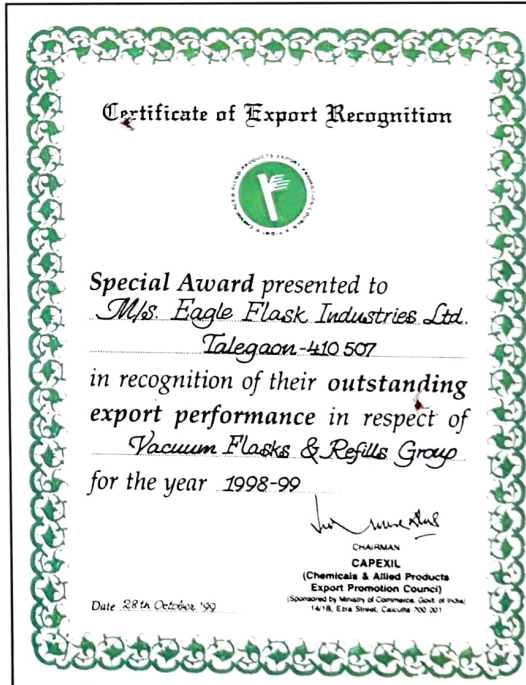 Certificate of Export Recognition
Special Award presented to
M/s. Eagle Flask Industries Ltd.
Talegaon-410 507
in recognition of their outstanding
export performance in respect of
Vacuum Flasks & Refills Group
for the year 1998-99
CHAIRMAN
CAPEXIL
(Chemicals & Allied Products
Export Promotion Council)
(Sponsored by Ministry of Commerce, Govt. of India)
14/1B, Ezra Street, Calcutta 700 001
Date 28th October '99